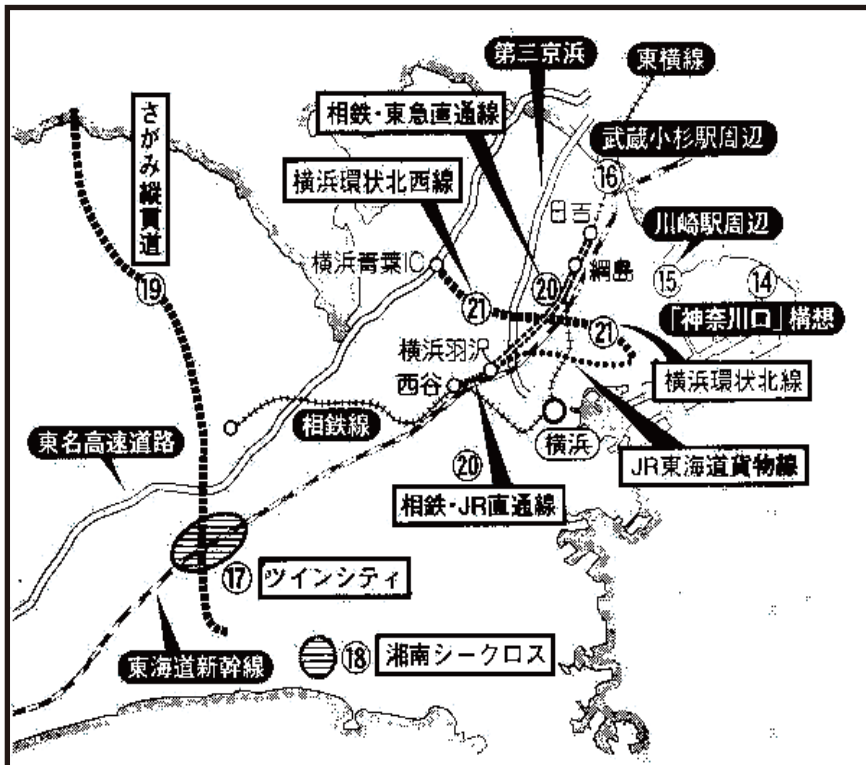 第三京浜
東横線
相鉄・東急直通線
さがみ縦貫道
武蔵小杉駅周辺
横浜環状北西線
⑯
日吉
川崎駅周辺
横浜青葉IC
綱島
⑲
⑳
⑮
⑭
㉑
㉑
「神奈川口」構想
横浜羽沢
西谷
横浜環状北線
相鉄線
横浜
東名高速道路
⑳
JR東海道貨物線
相鉄・JR直通線
⑰
ツインシティ
東海道新幹線
⑱
湘南シークロス